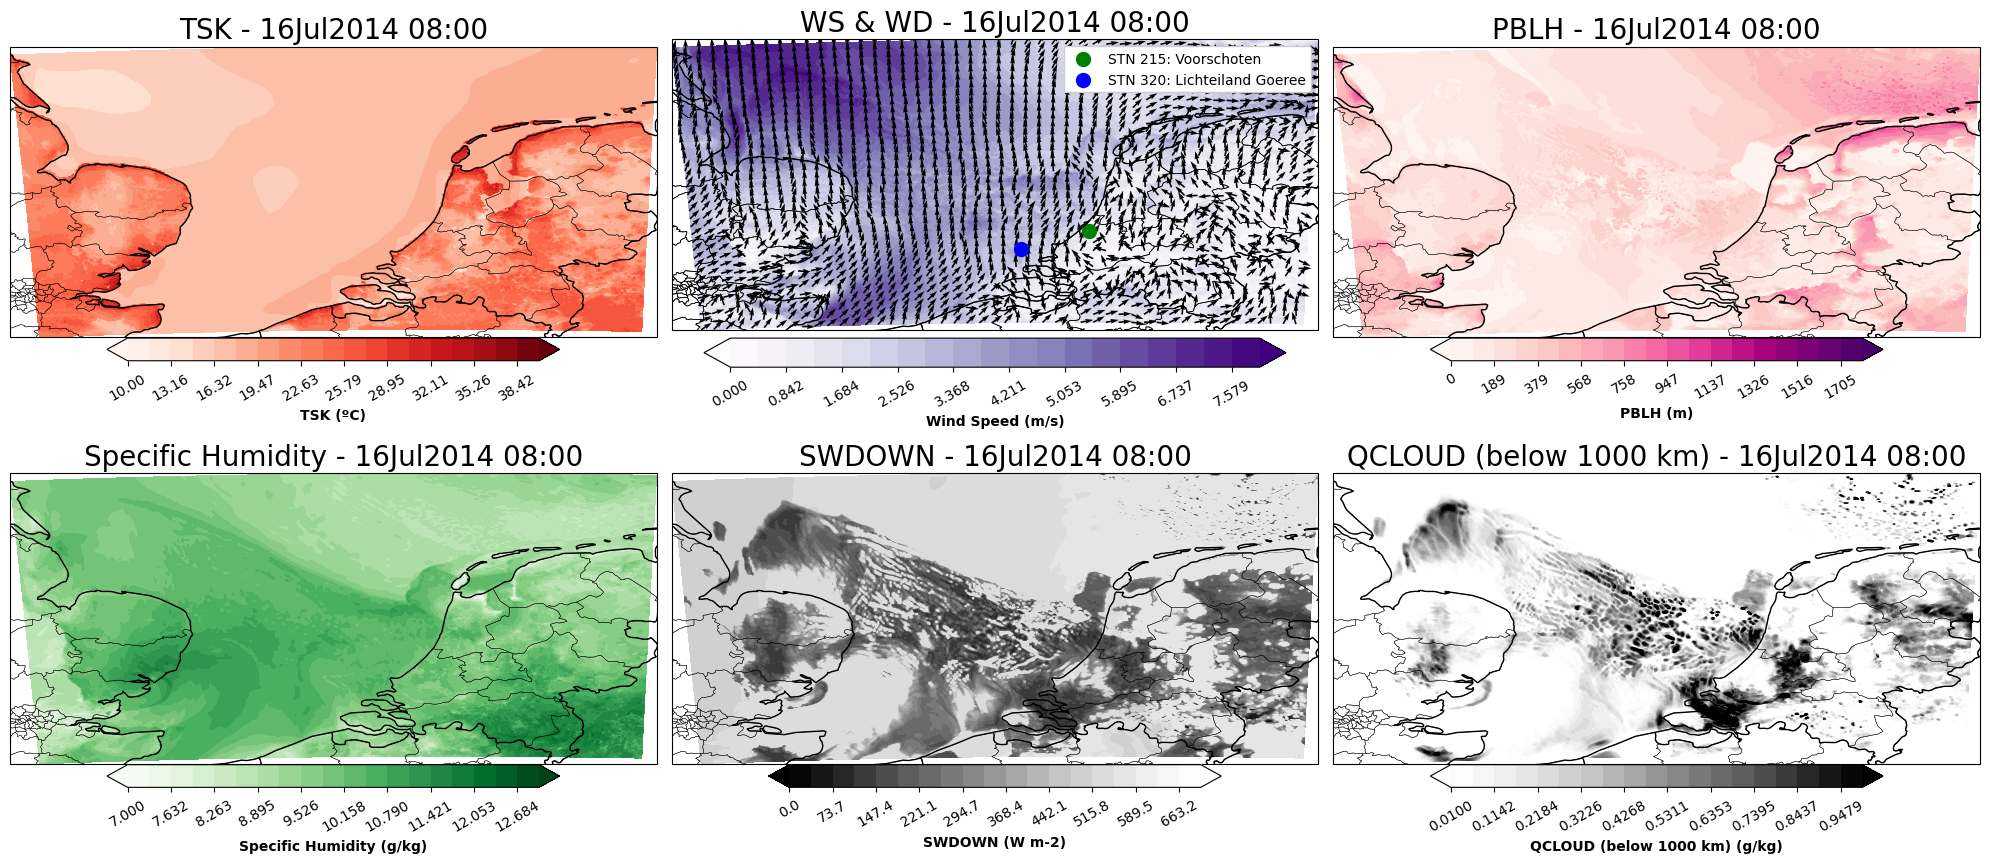 TSK - 16Jul2014 08:00
10.00 13.16 16.32 19.47 22.63 25.79 28.95 32.11 35.26 38.42
TSK (ºC)
WS & WD - 16Jul2014 08:00
STN 215: Voorschoten
STN 320: Lichteiland Goeree
0.000 0.842 1.684 2.526 3.368 4.211 5.053 5.895 6.737 7.579
Wind Speed (m/s)
PBLH - 16Jul2014 08:00
0 189 379 568 758 947 1137 1326 1516 1705
PBLH (m)
Specific Humidity - 16Jul2014 08:00
7.000 7.632 8.263 8.895 9.526 10.158 10.790 11.421 12.053 12.684
Specific Humidity (g/kg)
SWDOWN - 16Jul2014 08:00
0.0 73.7 147.4 221.1 294.7 368.4 442.1 515.8 589.5 663.2
SWDOWN (W m-2)
QCLOUD (below 1000 km) - 16Jul2014 08:00
0.0100 0.1142 0.2184 0.3226 0.4268 0.5311 0.6353 0.7395 0.8437 0.9479
QCLOUD (below 1000 km) (g/kg)